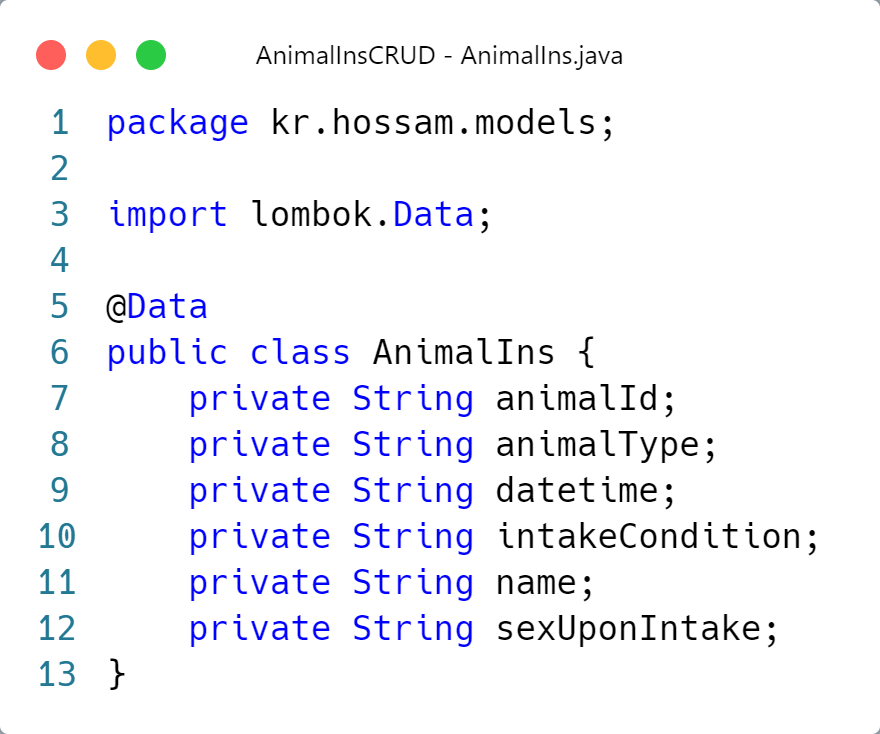 AnimalInsCRUD - AnimalIns.java
1 package kr.hossam.models;
2
3 import lombok.Data;
4
5 @Data
6 public class AnimalIns {
7     private String animalId;
8     private String animalType;
9     private String datetime;
10     private String intakeCondition;
11     private String name;
12     private String sexUponIntake;
13 }